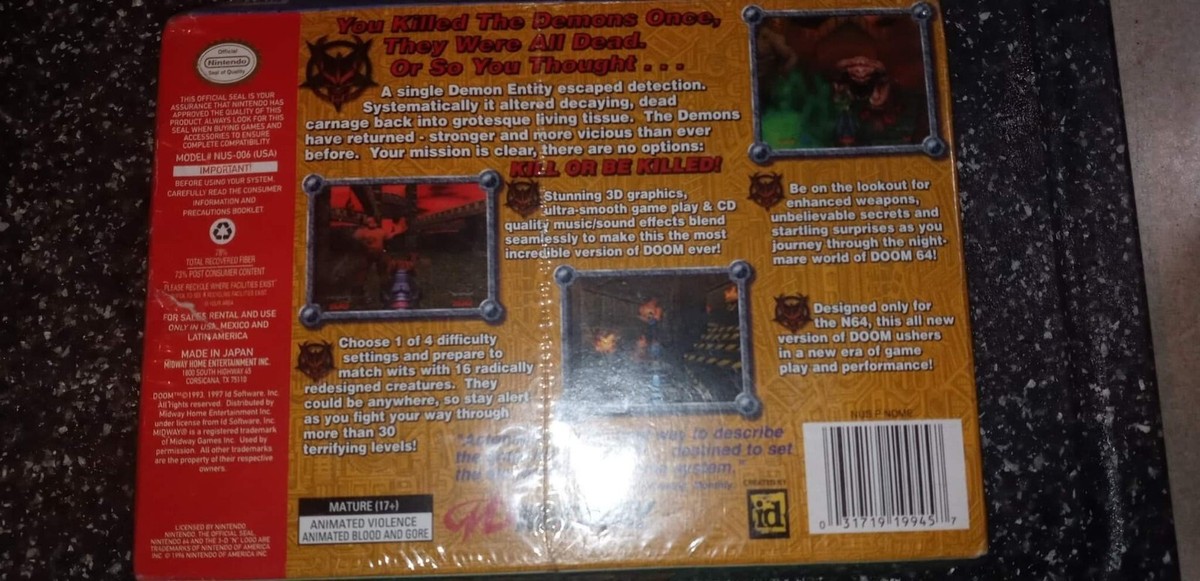 Official
Nintendo
Seal of Quality
THIS OFFICIAL SEAL IS YOUR
ASSURANCE THAT NINTENDO HAS
APPROVED THE QUALITY OF THIS
PRODUCT. ALWAYS LOOK FOR THIS
SEAL WHEN BUYING GAMES AND
ACCESSORIES TO ENSURE
COMPLETE COMPATIBILITY
MODEL# NUS-006 (USA)
IMPORTANT!
BEFORE USING YOUR SYSTEM,
CAREFULLY READ THE CONSUMER
INFORMATION AND
PRECAUTIONS BOOKLET
TOTAL RECOVERED FIBER
73% POST CONSUMER CONTENT
PLEASE RECYCLE WHERE FACILITIES EXIST
FOR SALES RENTAL AND USE
ONLY IN USA, MEXICO AND
LATIN AMERICA
MADE IN JAPAN
MIDWAY HOME ENTERTAINMENT INC.
1800 SOUTH HIGHWAY 45
CORSICANA, TX 75110
DOOM™©1993, 1997 id Software, Inc.
All rights reserved. Distributed by
Midway Home Entertainment Inc.
under license from id Software, Inc.
MIDWAY® is a registered trademark
of Midway Games Inc. Used by
permission. All other trademarks
are the property of their respective
owners.
LICENSED BY NINTENDO
NINTENDO, THE OFFICIAL SEAL,
NINTENDO 64 AND THE 3-D "N" LOGO ARE
TRADEMARKS OF NINTENDO OF AMERICA
INC. © 1996 NINTENDO OF AMERICA INC.
You Killed The Demons Once,
They Were All Dead.
Or So You Thought . . .
A single Demon Entity escaped detection.
Systematically it altered decaying, dead
carnage back into grotesque living tissue. The Demons
have returned - stronger and more vicious than ever
before. Your mission is clear, there are no options:
KILL OR BE KILLED!
Stunning 3D graphics,
ultra-smooth game play & CD
quality music/sound effects blend
seamlessly to make this the most
incredible version of DOOM ever!
Be on the lookout for
enhanced weapons,
unbelievable secrets and
startling surprises as you
journey through the night-
mare world of DOOM 64!
Choose 1 of 4 difficulty
settings and prepare to
match wits with 16 radically
redesigned creatures. They
could be anywhere, so stay alert
as you fight your way through
more than 30
terrifying levels!
Designed only for
the N64, this all new
version of DOOM ushers
in a new era of game
play and performance!
way to describe
destined to set
the system."
MATURE (17+)
ANIMATED VIOLENCE
ANIMATED BLOOD AND GORE
CREATED BY
id
NUS P NDME
0 31719 19945 7